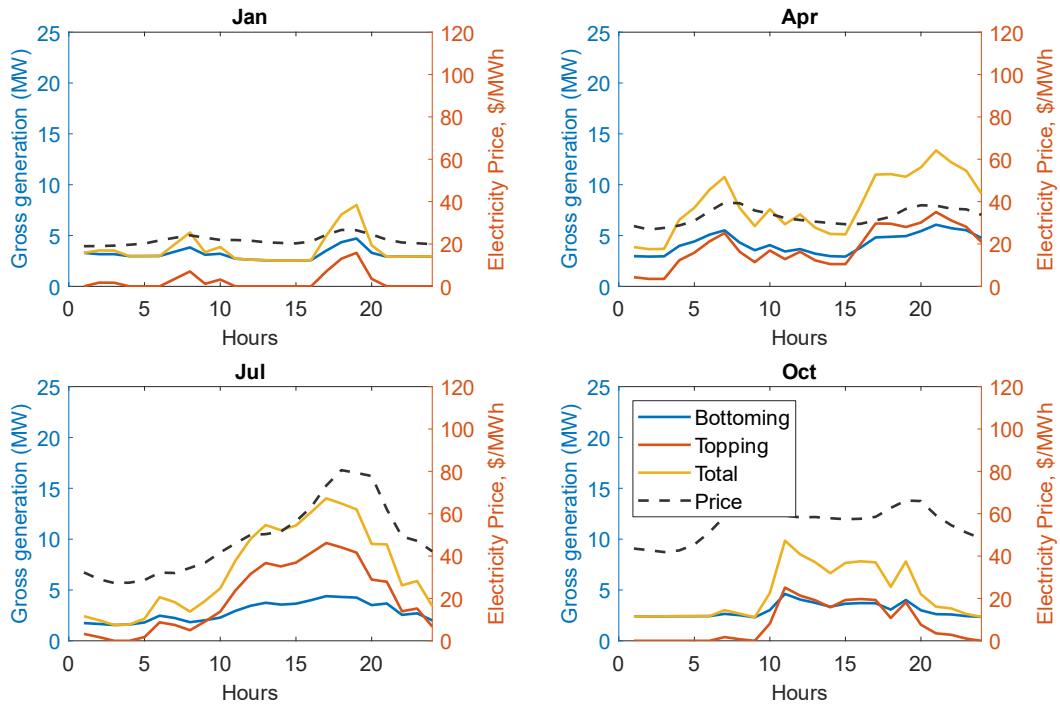 Jan
Gross generation (MW)
25
20
15
10
5
0
0 5 10 15 20
Hours
120
100
80
60
40
20
0
Electricity Price, $/MWh
Apr
Gross generation (MW)
25
20
15
10
5
0
0 5 10 15 20
Hours
120
100
80
60
40
20
0
Electricity Price, $/MWh
Jul
Gross generation (MW)
25
20
15
10
5
0
0 5 10 15 20
Hours
120
100
80
60
40
20
0
Electricity Price, $/MWh
Oct
Gross generation (MW)
25
20
15
10
5
0
0 5 10 15 20
Hours
120
100
80
60
40
20
0
Electricity Price, $/MWh
Bottoming
Topping
Total
Price